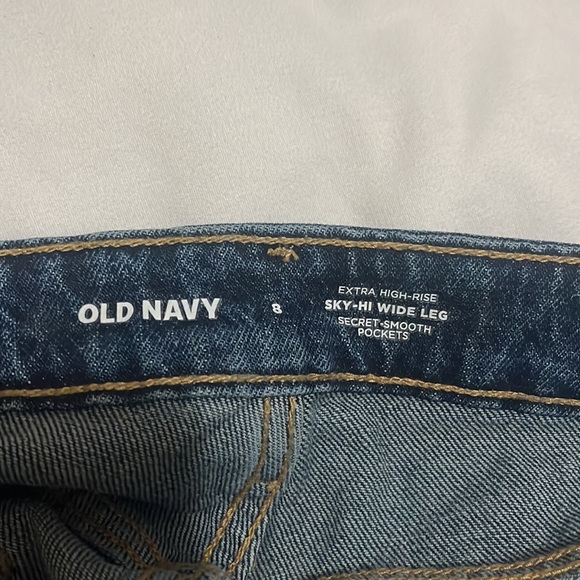 OLD NAVY
8
EXTRA HIGH-RISE
SKY-HI WIDE LEG
SECRET-SMOOTH
POCKETS